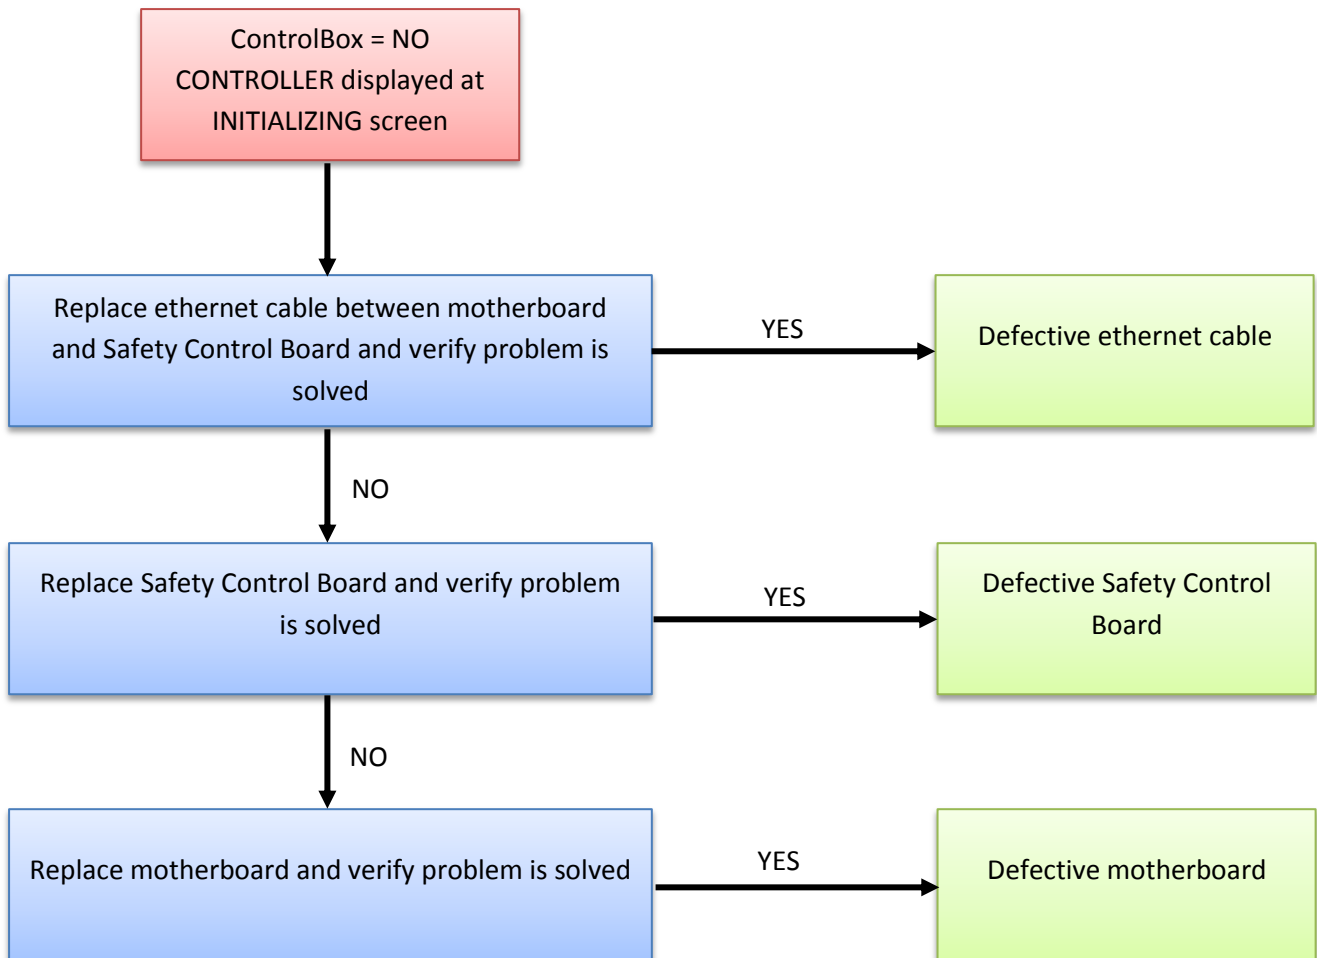 ControlBox = NO
CONTROLLER displayed at
INITIALIZING screen
Replace ethernet cable between motherboard
and Safety Control Board and verify problem is
solved
YES
Defective ethernet cable
NO
Replace Safety Control Board and verify problem
is solved
YES
Defective Safety Control
Board
NO
Replace motherboard and verify problem is solved
YES
Defective motherboard